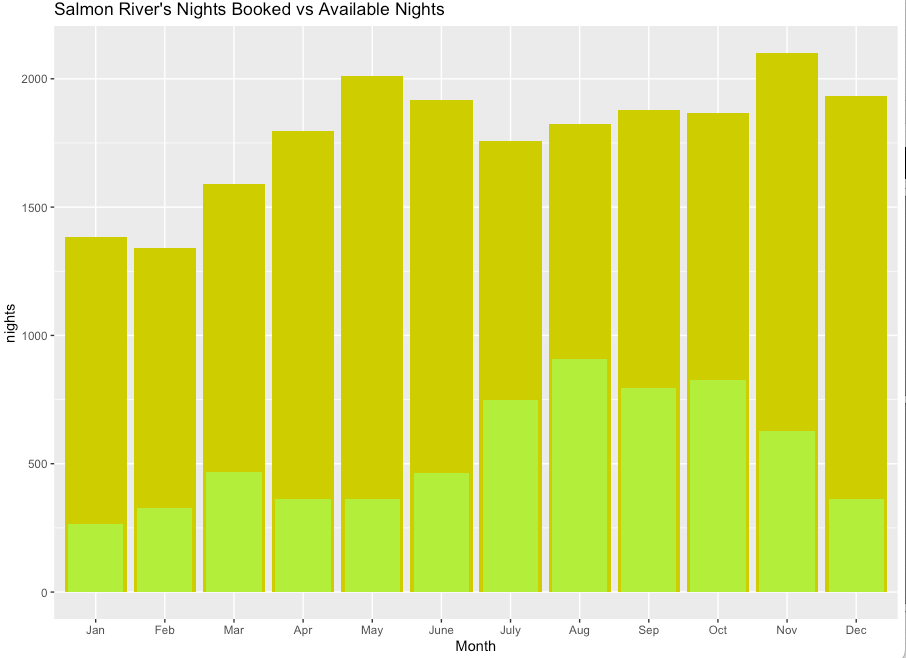 Salmon River's Nights Booked vs Available Nights
2000
1500
1000
500
0
nights
Jan Feb Mar Apr May June July Aug Sep Oct Nov Dec
Month